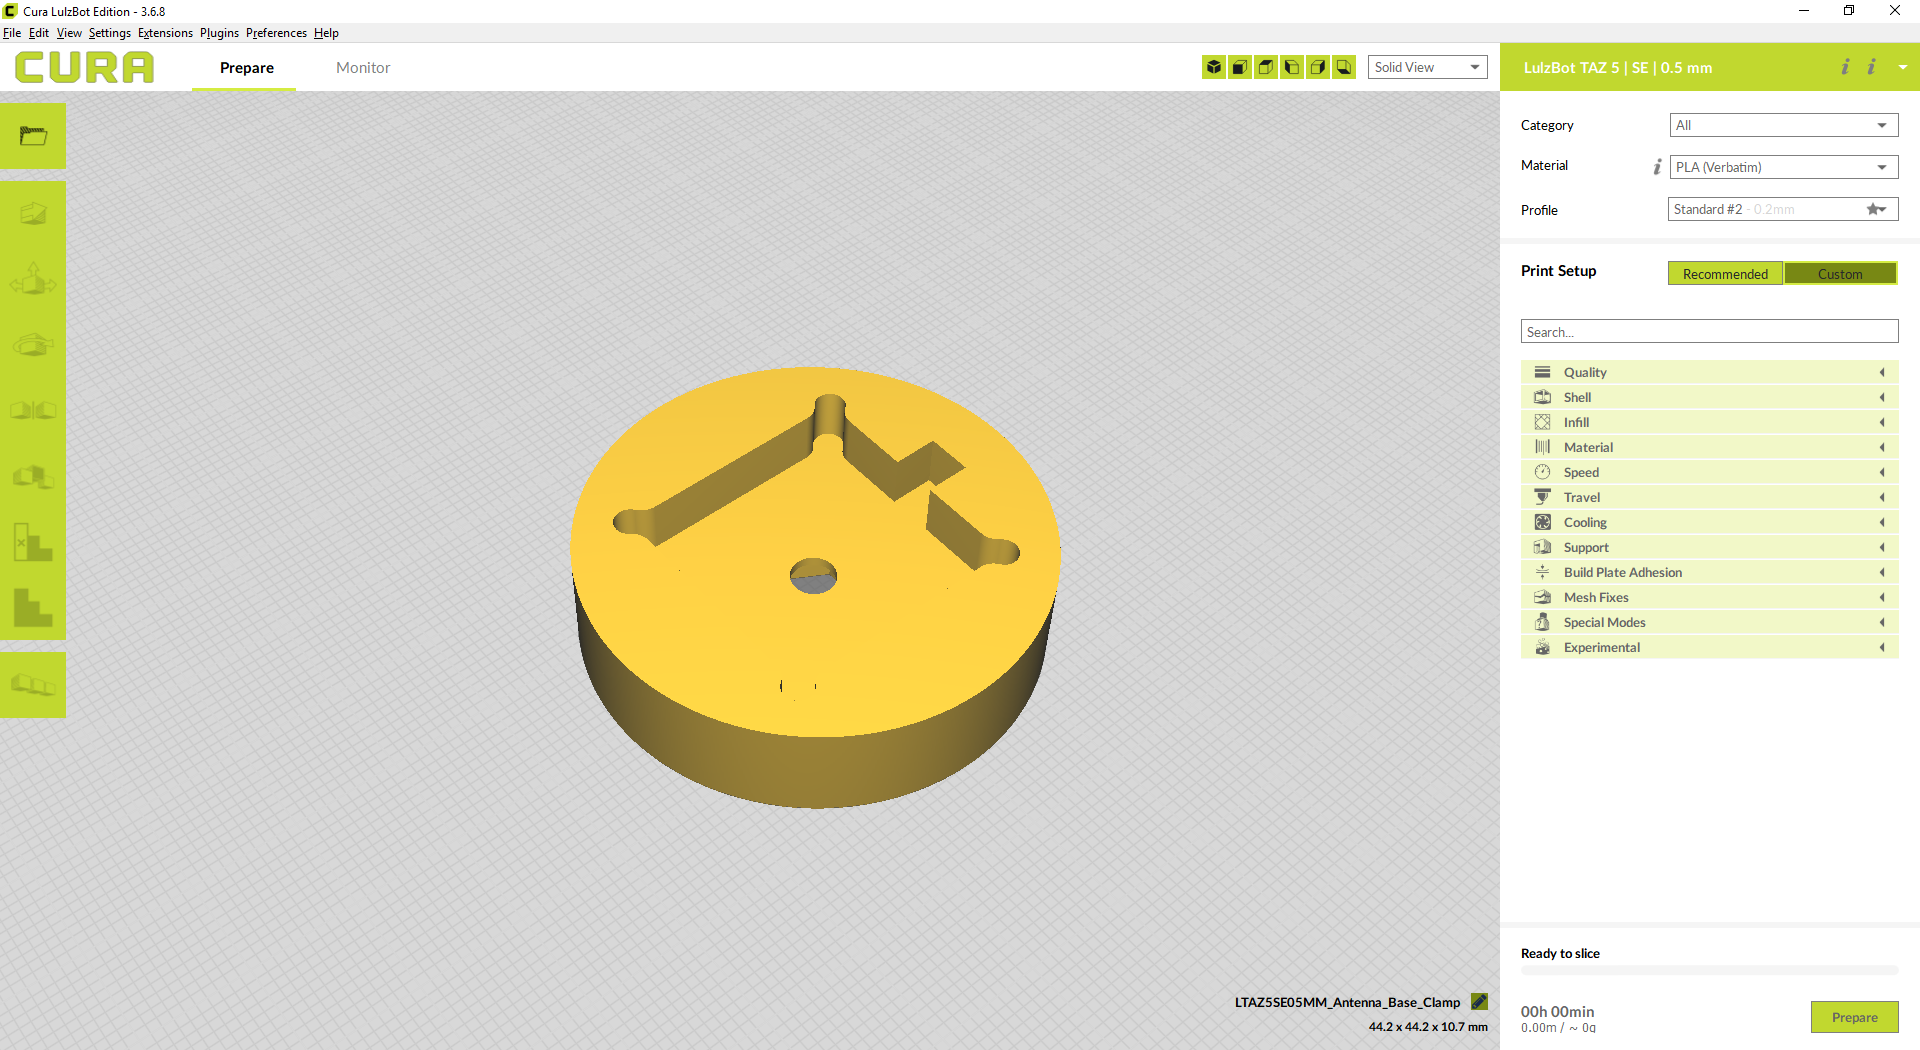 Cura LulzBot Edition - 3.6.8
File Edit View Settings Extensions Plugins Preferences Help
CURA Prepare Monitor Solid View LulzBot TAZ 5 | SE | 0.5 mm
Category All
Material PLA (Verbatim)
Profile Standard #2 - 0.2mm
Print Setup Recommended Custom
Search...
Quality
Shell
Infill
Material
Speed
Travel
Cooling
Support
Build Plate Adhesion
Mesh Fixes
Special Modes
Experimental
Ready to slice
LTAZ5SE05MM_Antenna_Base_Clamp
44.2 x 44.2 x 10.7 mm
00h 00min
0.00m / ~ 0g
Prepare